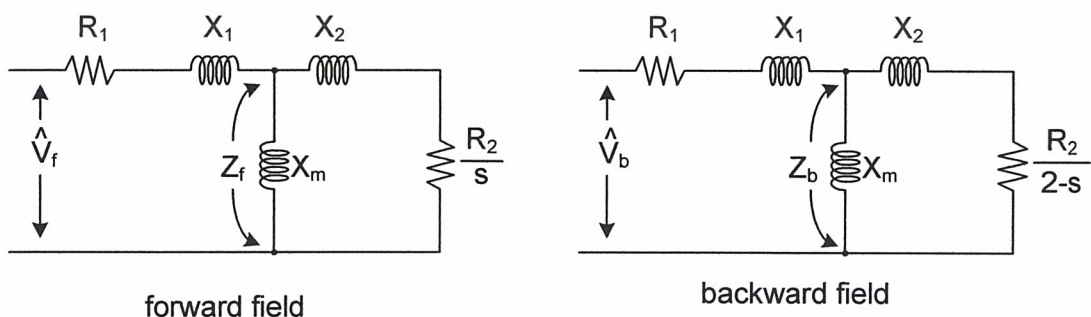 R₁ X₁ X₂
V̂f Zf Xm R₂/s
forward field
R₁ X₁ X₂
V̂b Zb Xm R₂/2-s
backward field